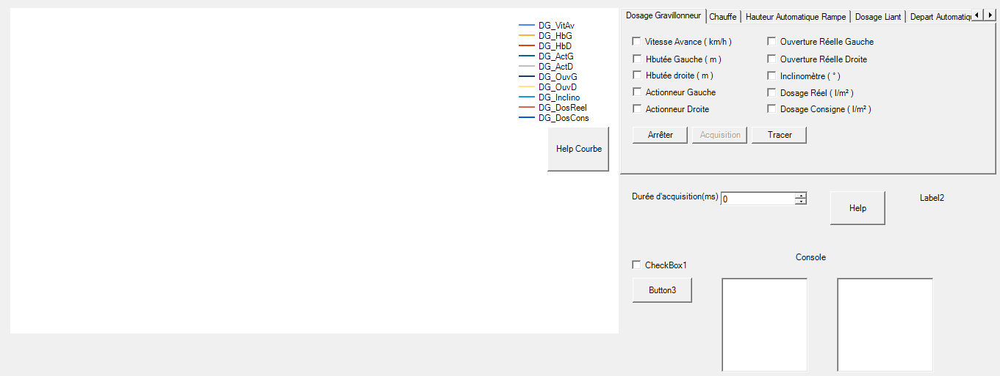 DG_VitAv
DG_HbG
DG_HbD
DG_ActG
DG_ActD
DG_OuvG
DG_OuvD
DG_Inclino
DG_DosReel
DG_DosCons
Help Courbe
Dosage Gravillonneur Chauffe Hauteur Automatique Rampe Dosage Liant Depart Automatiq
Vitesse Avance ( km/h ) Ouverture Réelle Gauche
Hbutée Gauche ( m ) Ouverture Réelle Droite
Hbutée droite ( m ) Inclinomètre ( ° )
Actionneur Gauche Dosage Réel ( l/m² )
Actionneur Droite Dosage Consigne ( l/m² )
Arrêter Acquisition Tracer
Durée d'acquisition(ms) 0 Help Label2
Console
CheckBox1
Button3